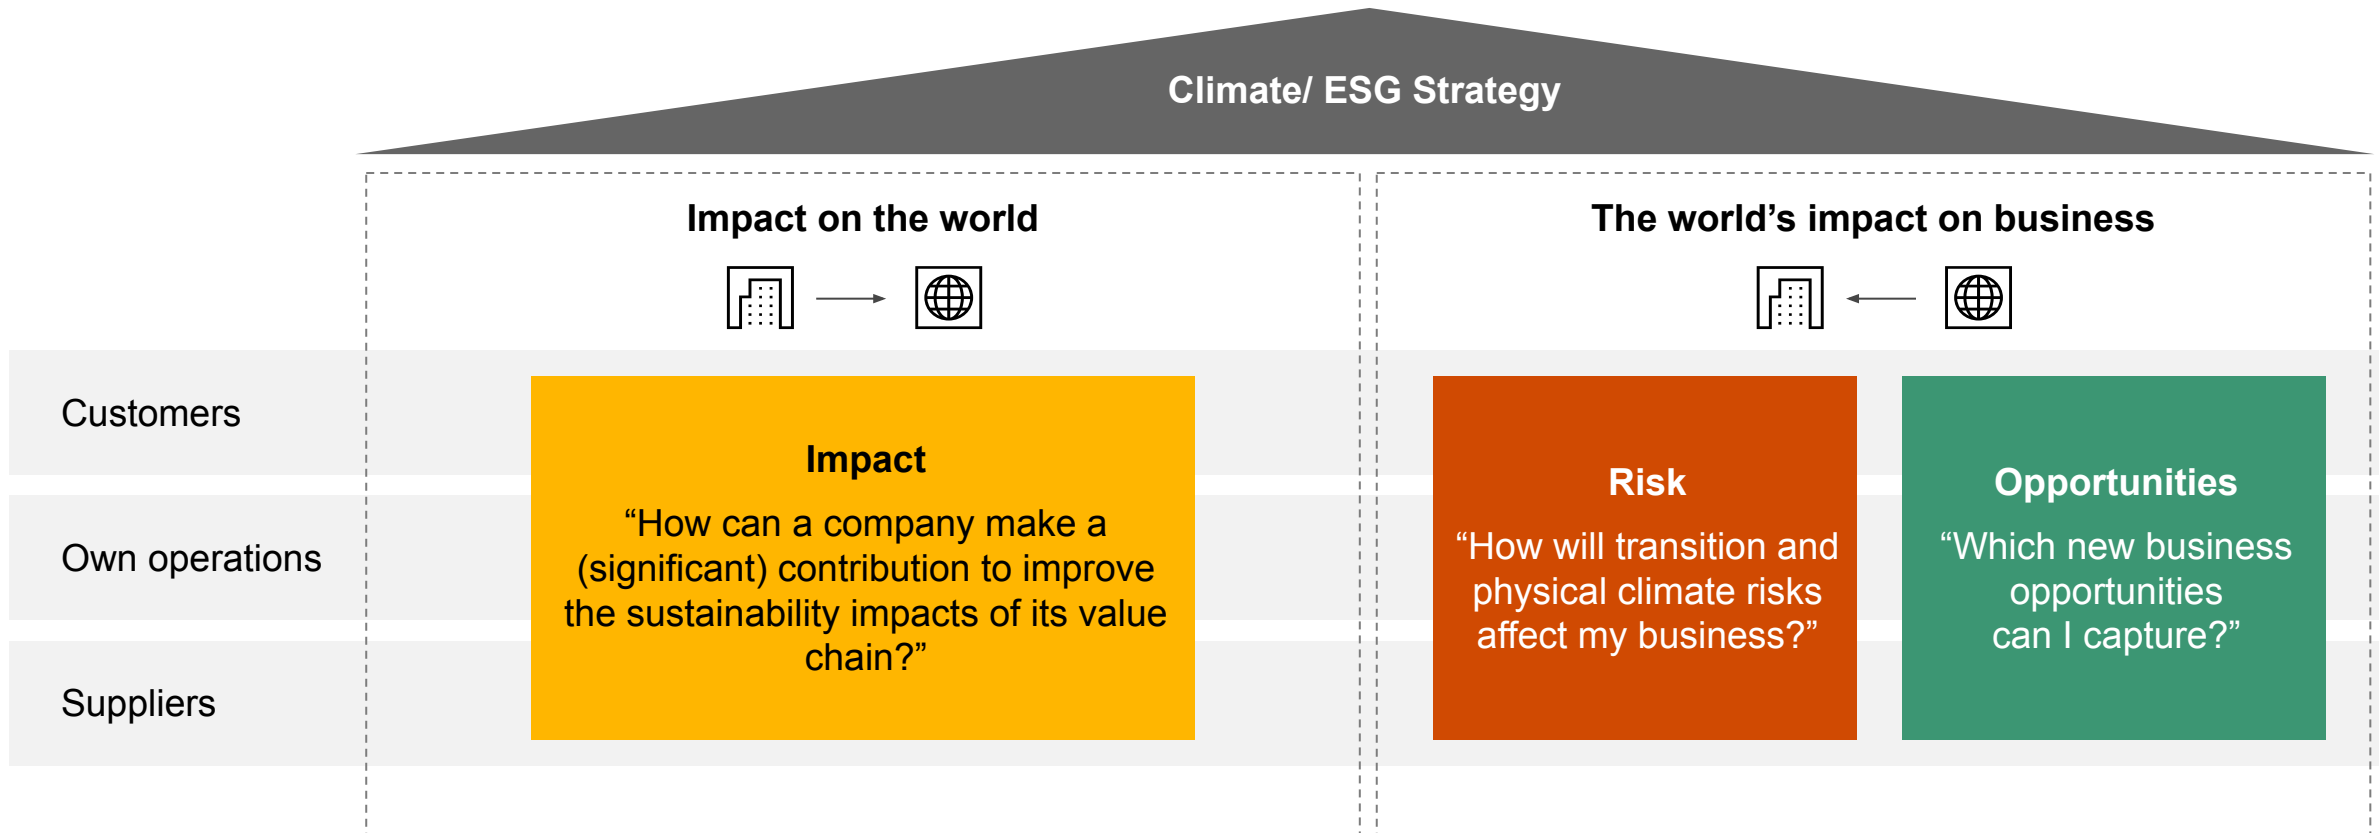 Climate/ ESG Strategy
Impact on the world
The world’s impact on business
Customers
Own operations
Suppliers
Impact
“How can a company make a
(significant) contribution to improve
the sustainability impacts of its value
chain?”
Risk
“How will transition and
physical climate risks
affect my business?”
Opportunities
“Which new business
opportunities
can I capture?”